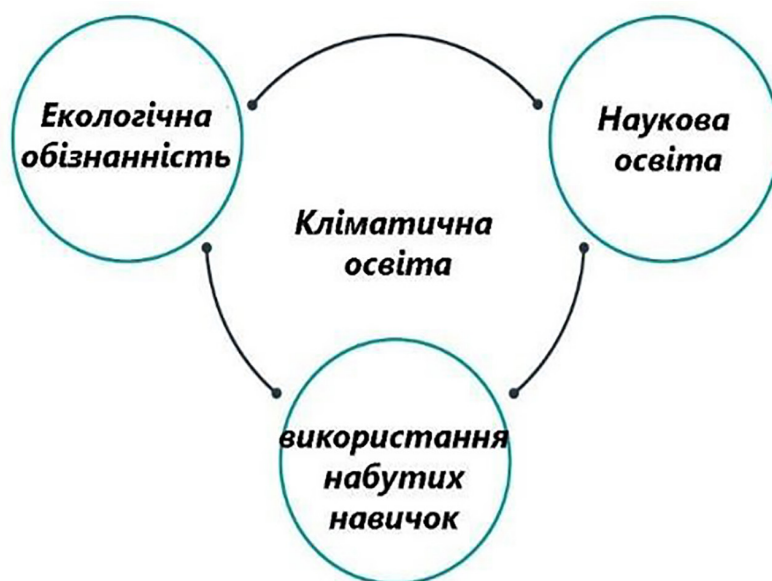 Екологічна
обізнанність
Наукова
освіта
Кліматична
освіта
використання
набутих
навичок